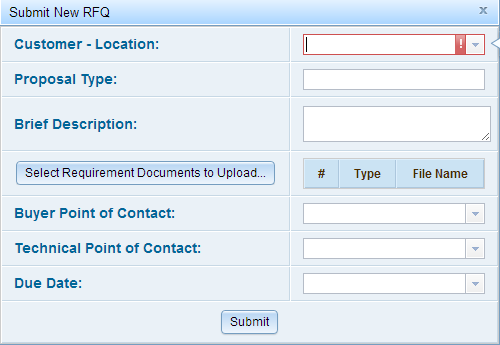 Submit New RFQ x
Customer - Location: !
Proposal Type:
Brief Description:
Select Requirement Documents to Upload... # Type File Name
Buyer Point of Contact:
Technical Point of Contact:
Due Date:
Submit